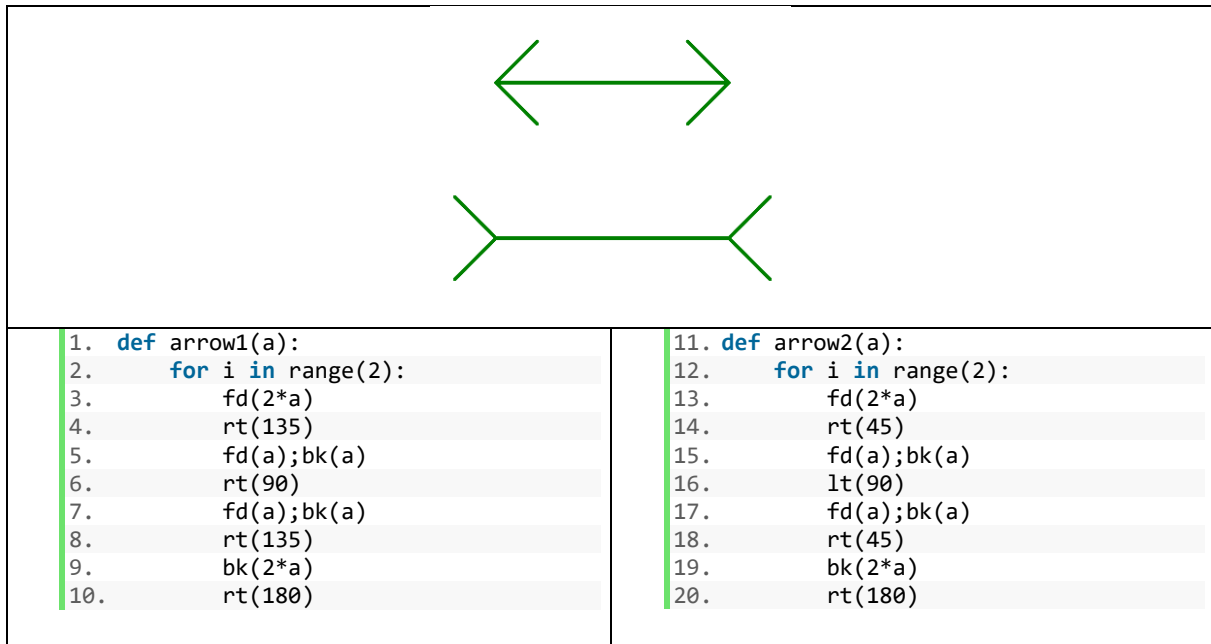 1. def arrow1(a):
2.     for i in range(2):
3.         fd(2*a)
4.         rt(135)
5.         fd(a);bk(a)
6.         rt(90)
7.         fd(a);bk(a)
8.         rt(135)
9.         bk(2*a)
10.         rt(180)
11. def arrow2(a):
12.     for i in range(2):
13.         fd(2*a)
14.         rt(45)
15.         fd(a);bk(a)
16.         lt(90)
17.         fd(a);bk(a)
18.         rt(45)
19.         bk(2*a)
20.         rt(180)